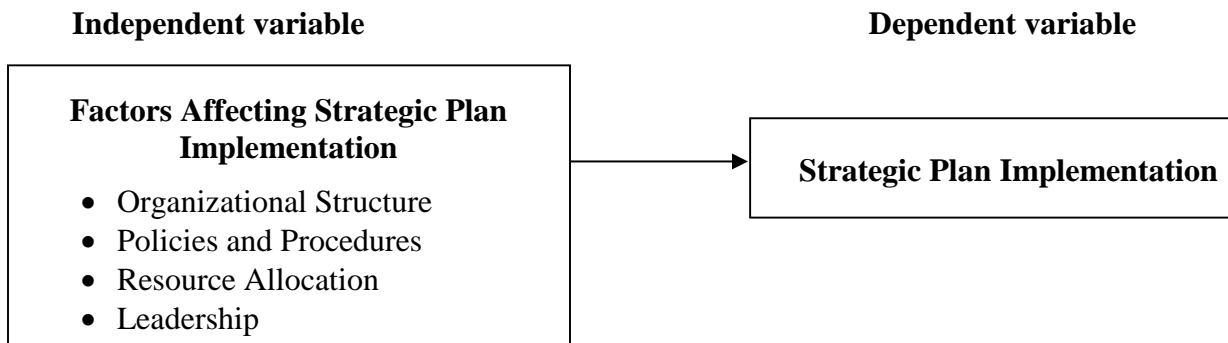 Independent variable
Dependent variable
Factors Affecting Strategic Plan
Implementation
• Organizational Structure
• Policies and Procedures
• Resource Allocation
• Leadership
Strategic Plan Implementation